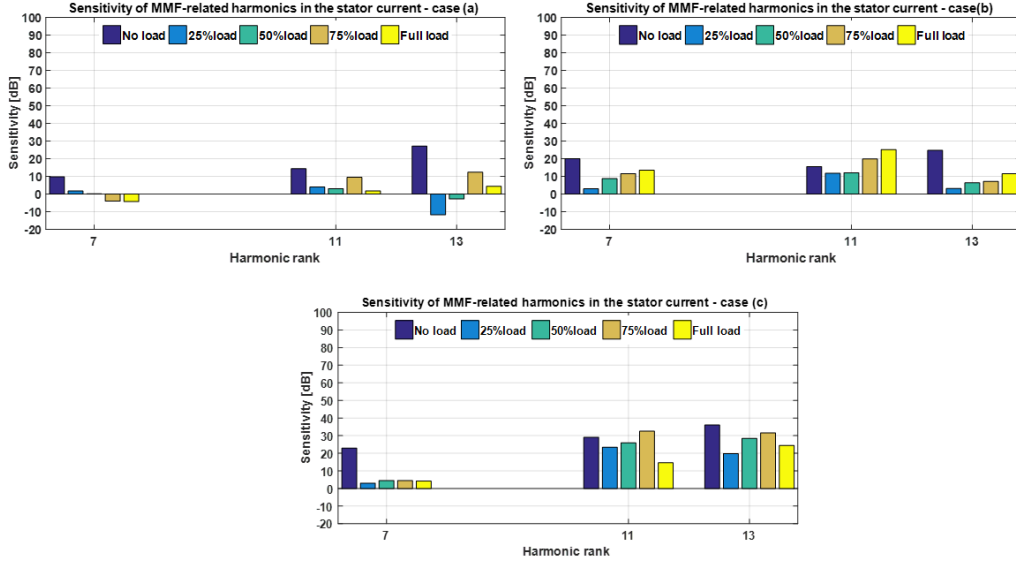 Sensitivity of MMF-related harmonics in the stator current - case (a)
100
90
80
70
60
50
40
30
20
10
0
-10
-20
Sensitivity [dB]
No load 25%load 50%load 75%load Full load
7 11 13
Harmonic rank
Sensitivity of MMF-related harmonics in the stator current - case(b)
100
90
80
70
60
50
40
30
20
10
0
-10
-20
Sensitivity [dB]
No load 25%load 50%load 75%load Full load
7 11 13
Harmonic rank
Sensitivity of MMF-related harmonics in the stator current - case (c)
100
90
80
70
60
50
40
30
20
10
0
-10
-20
Sensitivity [dB]
No load 25%load 50%load 75%load Full load
7 11 13
Harmonic rank